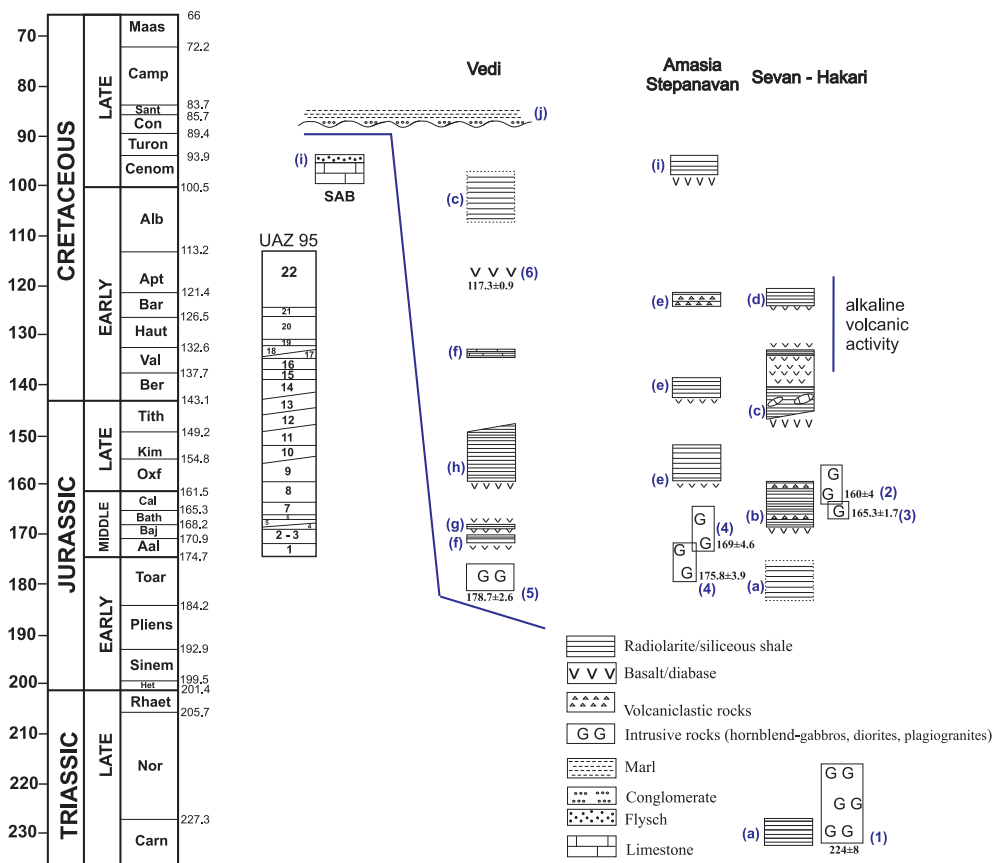 66
Maas
72.2
Camp
83.7
Sant
85.7
Con
89.4
Turon
93.9
Cenom
100.5
Alb
113.2
Apt
121.4
Bar
126.5
Haut
132.6
Val
137.7
Ber
143.1
Tith
149.2
Kim
154.8
Oxf
161.5
Cal
165.3
Bath
168.2
Baj
170.9
Aal
174.7
Toar
184.2
Pliens
192.9
Sinem
199.5
Het
201.4
Rhaet
205.7
Nor
227.3
Carn
70
80
90
100
110
120
130
140
150
160
170
180
190
200
210
220
230
CRETACEOUS
JURASSIC
TRIASSIC
LATE
EARLY
LATE
MIDDLE
EARLY
LATE
UAZ 95
22
21
20
19
18 17
16
15
14
13
12
11
10
9
8
7
6
5 4
2 - 3
1
(i)
SAB
Vedi
(j)
(c)
(6)
117.3±0.9
(f)
(h)
(g)
(f)
G G
178.7±2.6
(5)
Amasia
Stepanavan
(i)
(e)
(e)
(e)
G
G
(4)
169±4.6
G
G
175.8±3.9
(4)
Sevan - Hakari
(d)
(c)
(b)
(a)
G
G
160±4
(2)
G
165.3±1.7
(3)
alkaline
volcanic
activity
Radiolarite/siliceous shale
Basalt/diabase
Volcaniclastic rocks
G G
Intrusive rocks (hornblend-gabbros, diorites, plagiogranites)
Marl
Conglomerate
Flysch
Limestone
(a)
G G
G G
G G
(1)
224±8